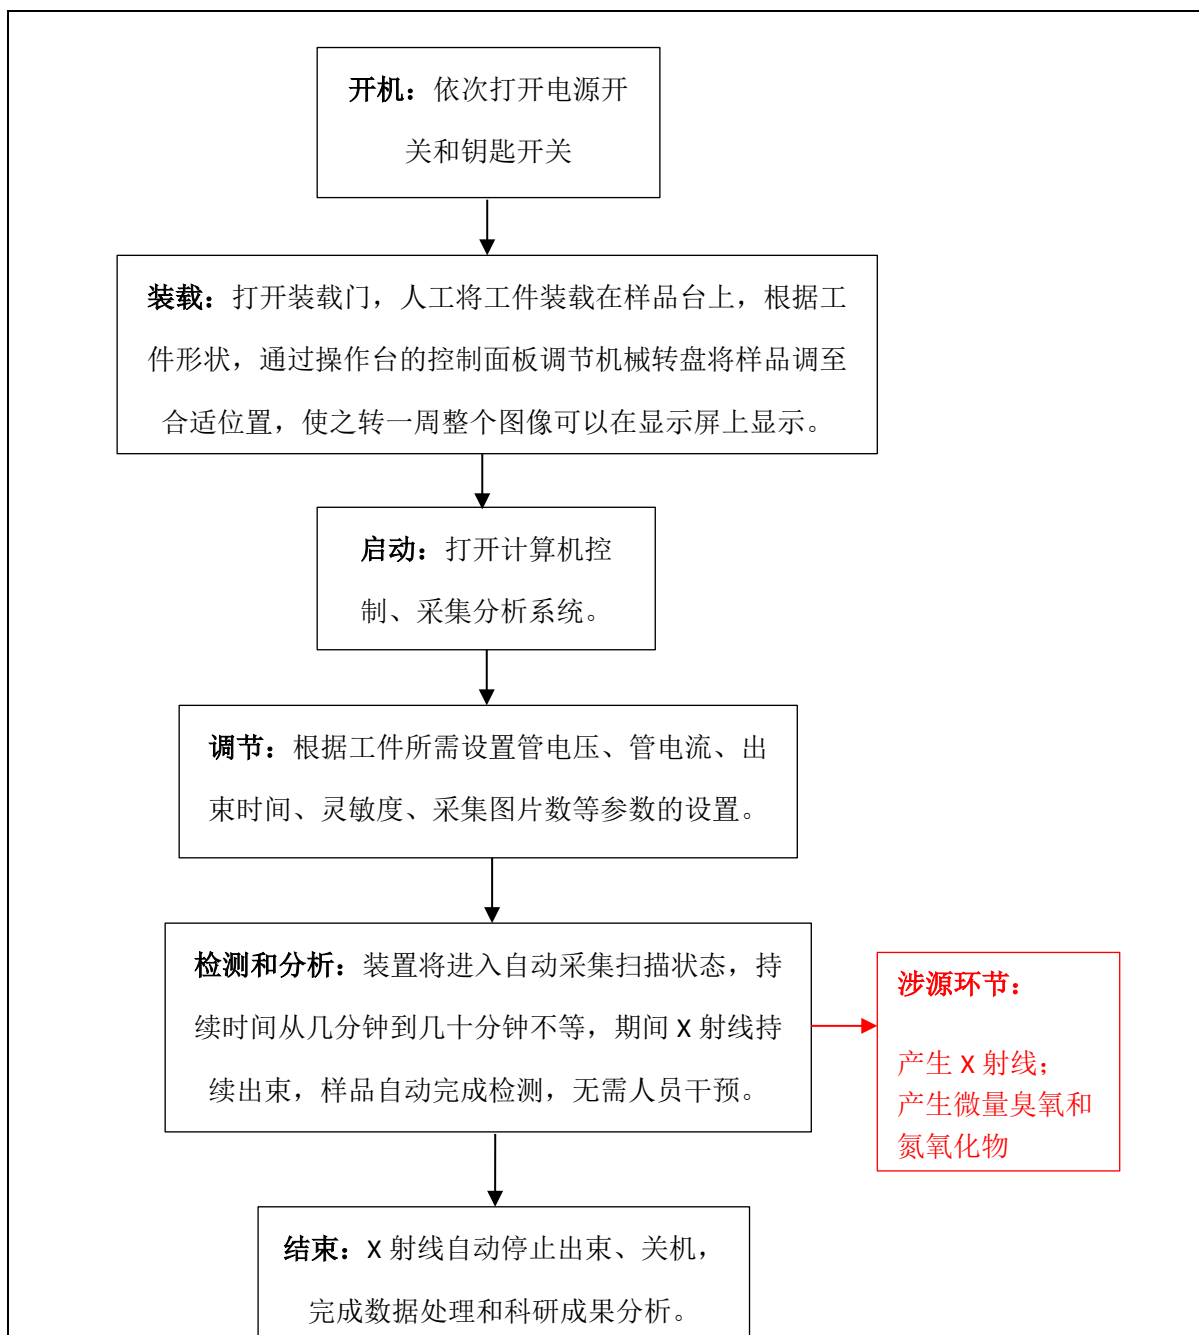 开机：依次打开电源开
关和钥匙开关
装载：打开装载门，人工将工件装载在样品台上，根据工
件形状，通过操作台的控制面板调节机械转盘将样品调至
合适位置，使之转一周整个图像可以在显示屏上显示。
启动：打开计算机控
制、采集分析系统。
调节：根据工件所需设置管电压、管电流、出
束时间、灵敏度、采集图片数等参数的设置。
检测和分析：装置将进入自动采集扫描状态，持
续时间从几分钟到几十分钟不等，期间 X 射线持
续出束，样品自动完成检测，无需人员干预。
涉源环节：
产生 X 射线；
产生微量臭氧和
氮氧化物
结束：X 射线自动停止出束、关机，
完成数据处理和科研成果分析。